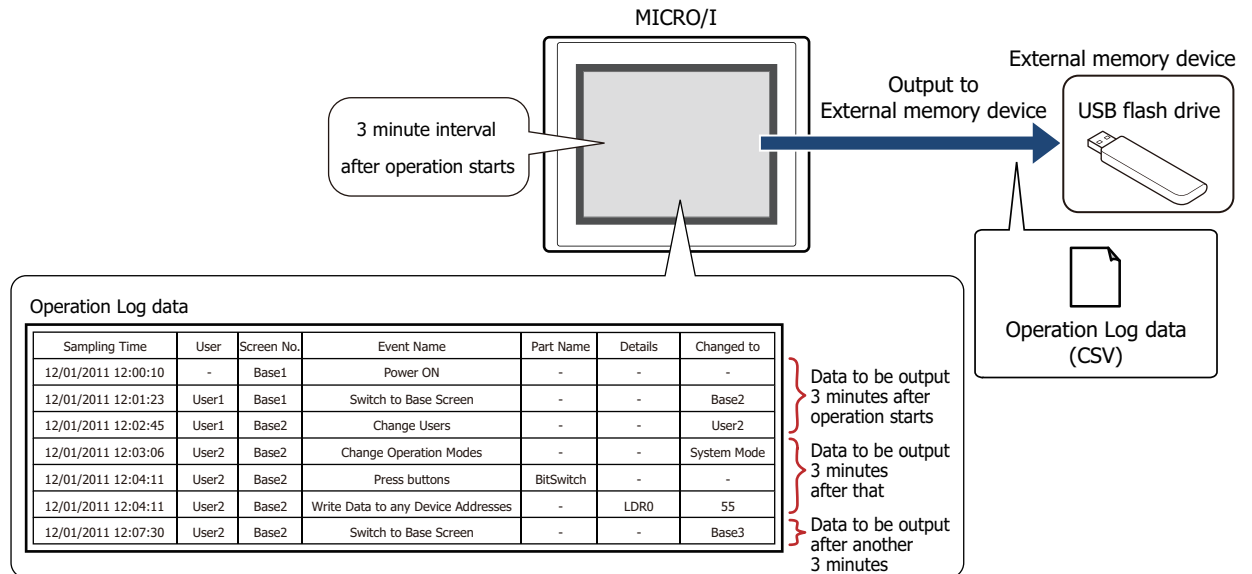 MICRO/I
External memory device
Output to
External memory device
USB flash drive
3 minute interval
after operation starts
Operation Log data
(CSV)
Operation Log data
Sampling Time User Screen No. Event Name Part Name Details Changed to
12/01/2011 12:00:10 - Base1 Power ON - - -
12/01/2011 12:01:23 User1 Base1 Switch to Base Screen - - Base2
12/01/2011 12:02:45 User1 Base2 Change Users - - User2
12/01/2011 12:03:06 User2 Base2 Change Operation Modes - - System Mode
12/01/2011 12:04:11 User2 Base2 Press buttons BitSwitch - -
12/01/2011 12:04:11 User2 Base2 Write Data to any Device Addresses - LDR0 55
12/01/2011 12:07:30 User2 Base2 Switch to Base Screen - - Base3
Data to be output
3 minutes after
operation starts
Data to be output
3 minutes
after that
Data to be output
after another
3 minutes